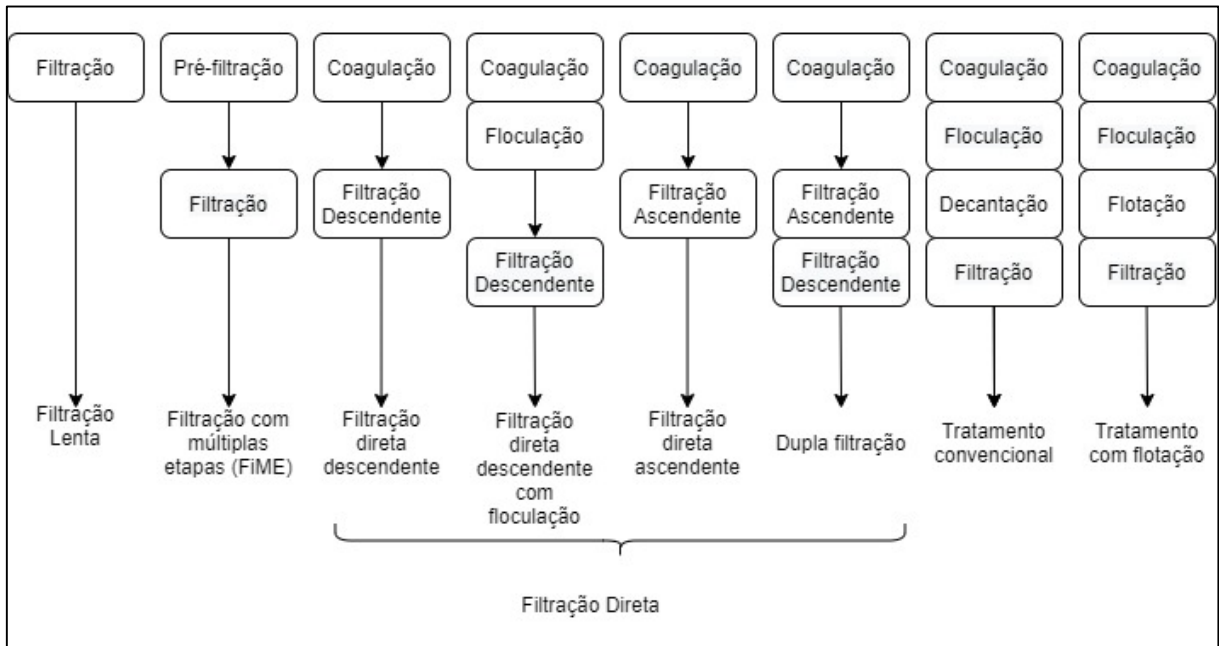 Filtração
Pré-filtração
Coagulação
Coagulação
Coagulação
Coagulação
Coagulação
Coagulação
Floculação
Floculação
Floculação
Filtração
Filtração
Descendente
Filtração
Ascendente
Filtração
Ascendente
Decantação
Flotação
Filtração
Descendente
Filtração
Descendente
Filtração
Filtração
Filtração
Lenta
Filtração com
múltiplas
etapas (FiME)
Filtração
direta
descendente
Filtração
direta
descendente
com
floculação
Filtração
direta
ascendente
Dupla filtração
Tratamento
convencional
Tratamento
com flotação
Filtração Direta